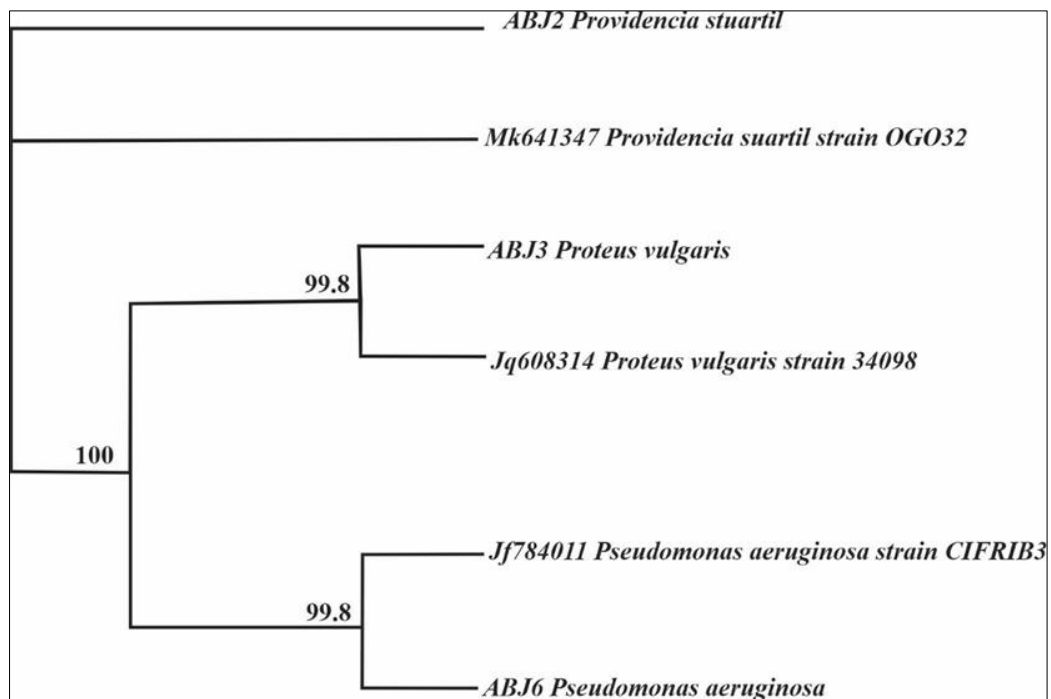 ABJ2 Providencia stuartil
Mk641347 Providencia suartil strain OGO32
ABJ3 Proteus vulgaris
99.8
Jq608314 Proteus vulgaris strain 34098
100
Jf784011 Pseudomonas aeruginosa strain CIFRIB3
99.8
ABJ6 Pseudomonas aeruginosa